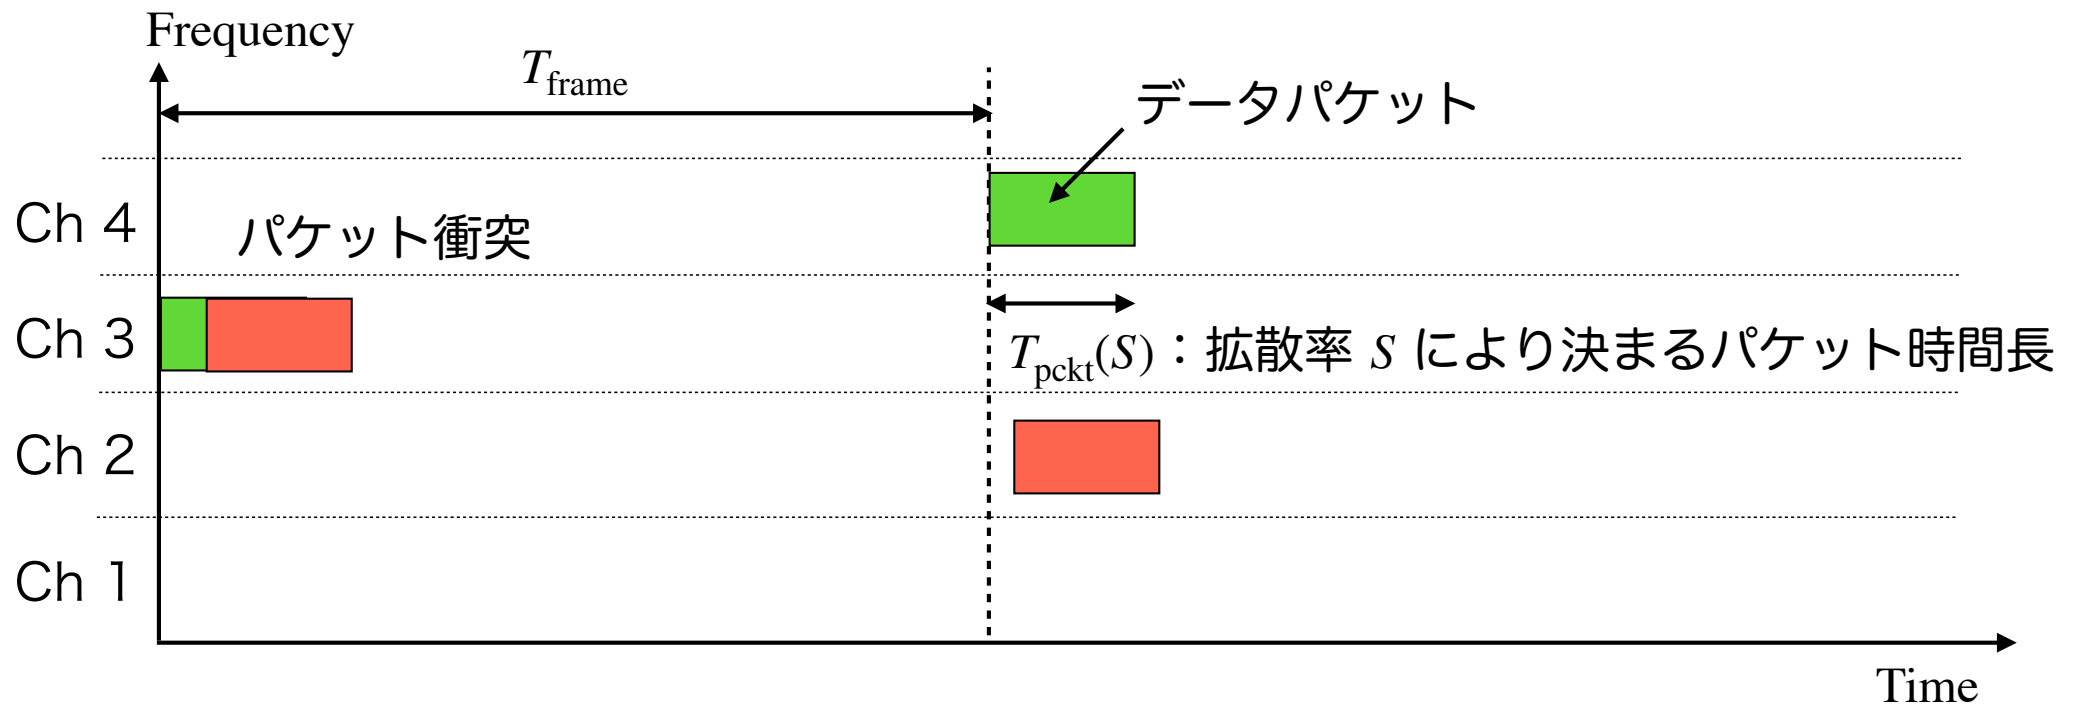 Frequency
T_frame
データパケット
Ch 4
パケット衝突
Ch 3
T_pckt(S)：拡散率 S により決まるパケット時間長
Ch 2
Ch 1
Time